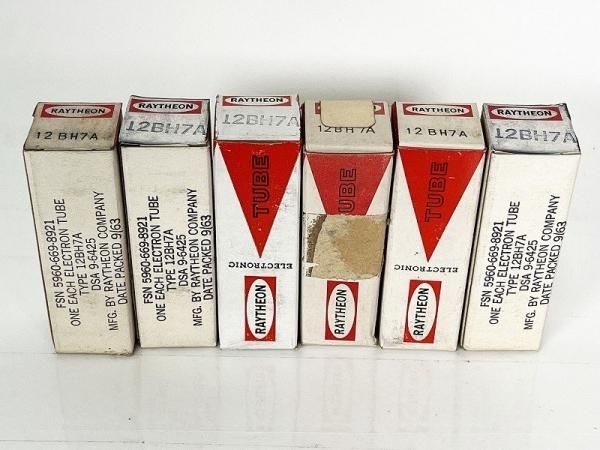 RAYTHEON
12BH7A
FSN 5960-669-8921
ONE EACH ELECTRON TUBE
TYPE 12BH7A
DSA 9-6425
MFG. BY RAYTHEON COMPANY
DATE PACKED 9/63
RAYTHEON
12BH7A
FSN 5960-669-8921
ONE EACH ELECTRON TUBE
TYPE 12BH7A
DSA 9-6425
MFG. BY RAYTHEON COMPANY
DATE PACKED 9/63
RAYTHEON
12BH7A
TUBE
ELECTRONIC
RAYTHEON
12BH7A
TUBE
RAYTHEON
RAYTHEON
12BH7A
TUBE
ELECTRONIC
RAYTHEON
RAYTHEON
12BH7A
FSN 5960-669-8921
ONE EACH ELECTRON TUBE
TYPE 12BH7A
DSA 9-6425
MFG. BY RAYTHEON COMPANY
DATE PACKED 9/63